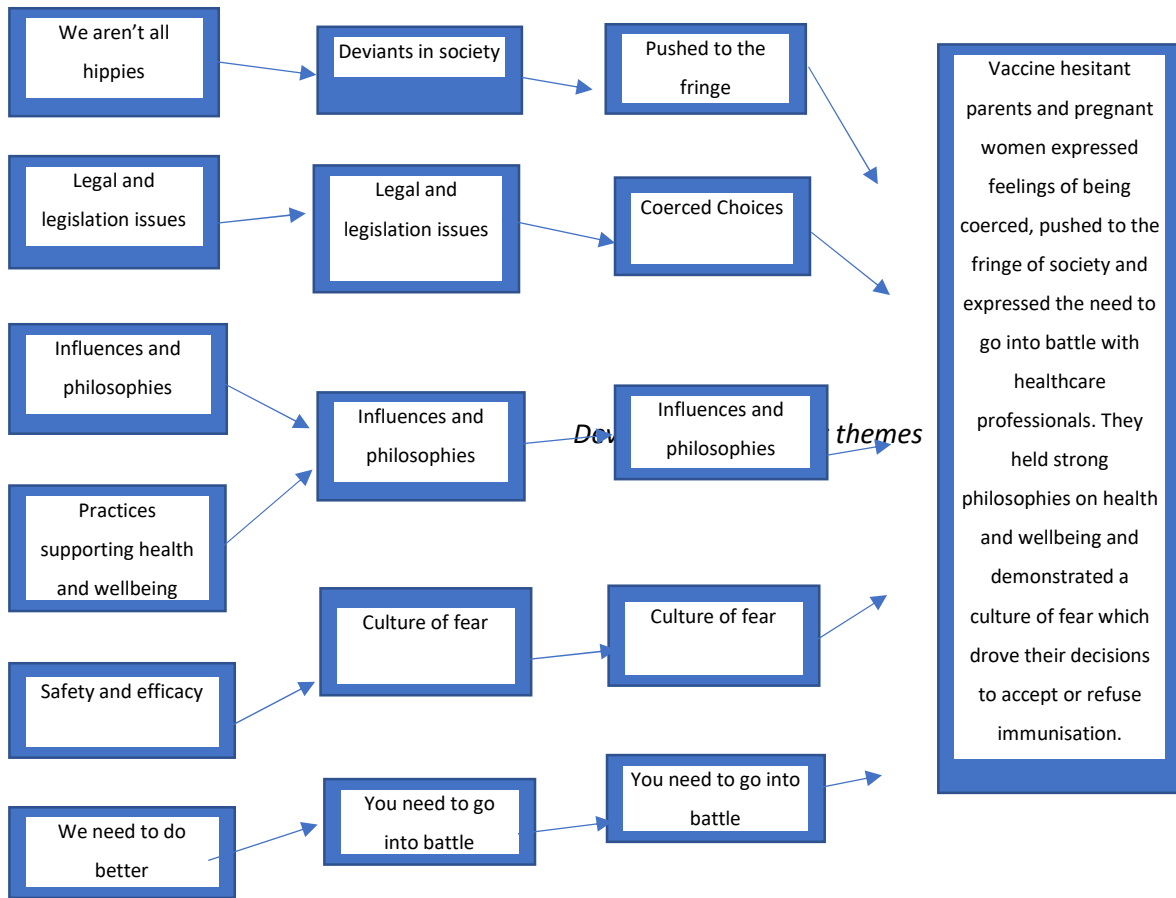 We aren’t all
hippies
Deviants in society
Pushed to the
fringe
Legal and
legislation issues
Legal and
legislation issues
Coerced Choices
Influences and
philosophies
Influences and
philosophies
Influences and
philosophies
themes
Practices
supporting health
and wellbeing
Safety and efficacy
Culture of fear
Culture of fear
We need to do
better
You need to go
into battle
You need to go into
battle
Vaccine hesitant
parents and pregnant
women expressed
feelings of being
coerced, pushed to the
fringe of society and
expressed the need to
go into battle with
healthcare
professionals. They
held strong
philosophies on health
and wellbeing and
demonstrated a
culture of fear which
drove their decisions
to accept or refuse
immunisation.